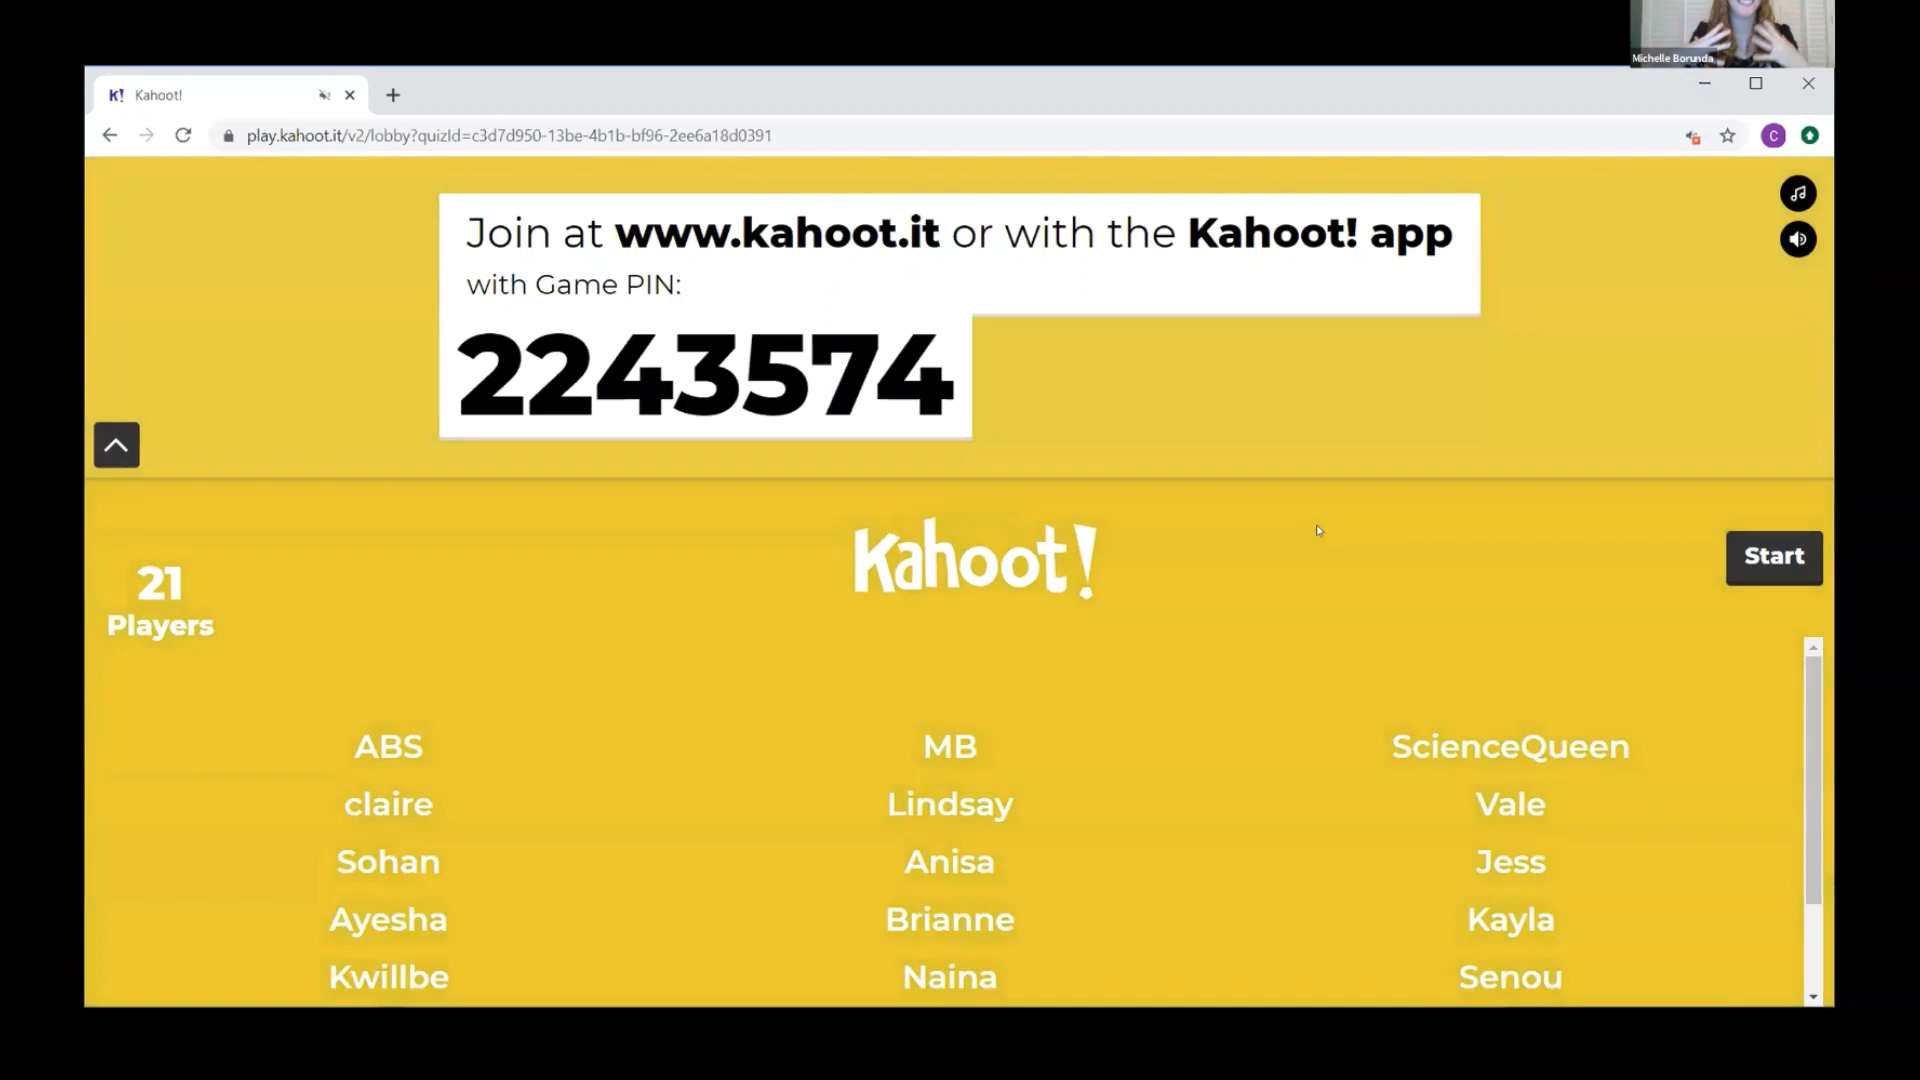 Michelle Borunda
K! Kahoot!
play.kahoot.it/v2/lobby?quizId=c3d7d950-13be-4b1b-bf96-2ee6a18d0391
C
Join at www.kahoot.it or with the Kahoot! app
with Game PIN:
2243574
Kahoot!
Start
21
Players
ABS MB ScienceQueen
claire Lindsay Vale
Sohan Anisa Jess
Ayesha Brianne Kayla
Kwillbe Naina Senou